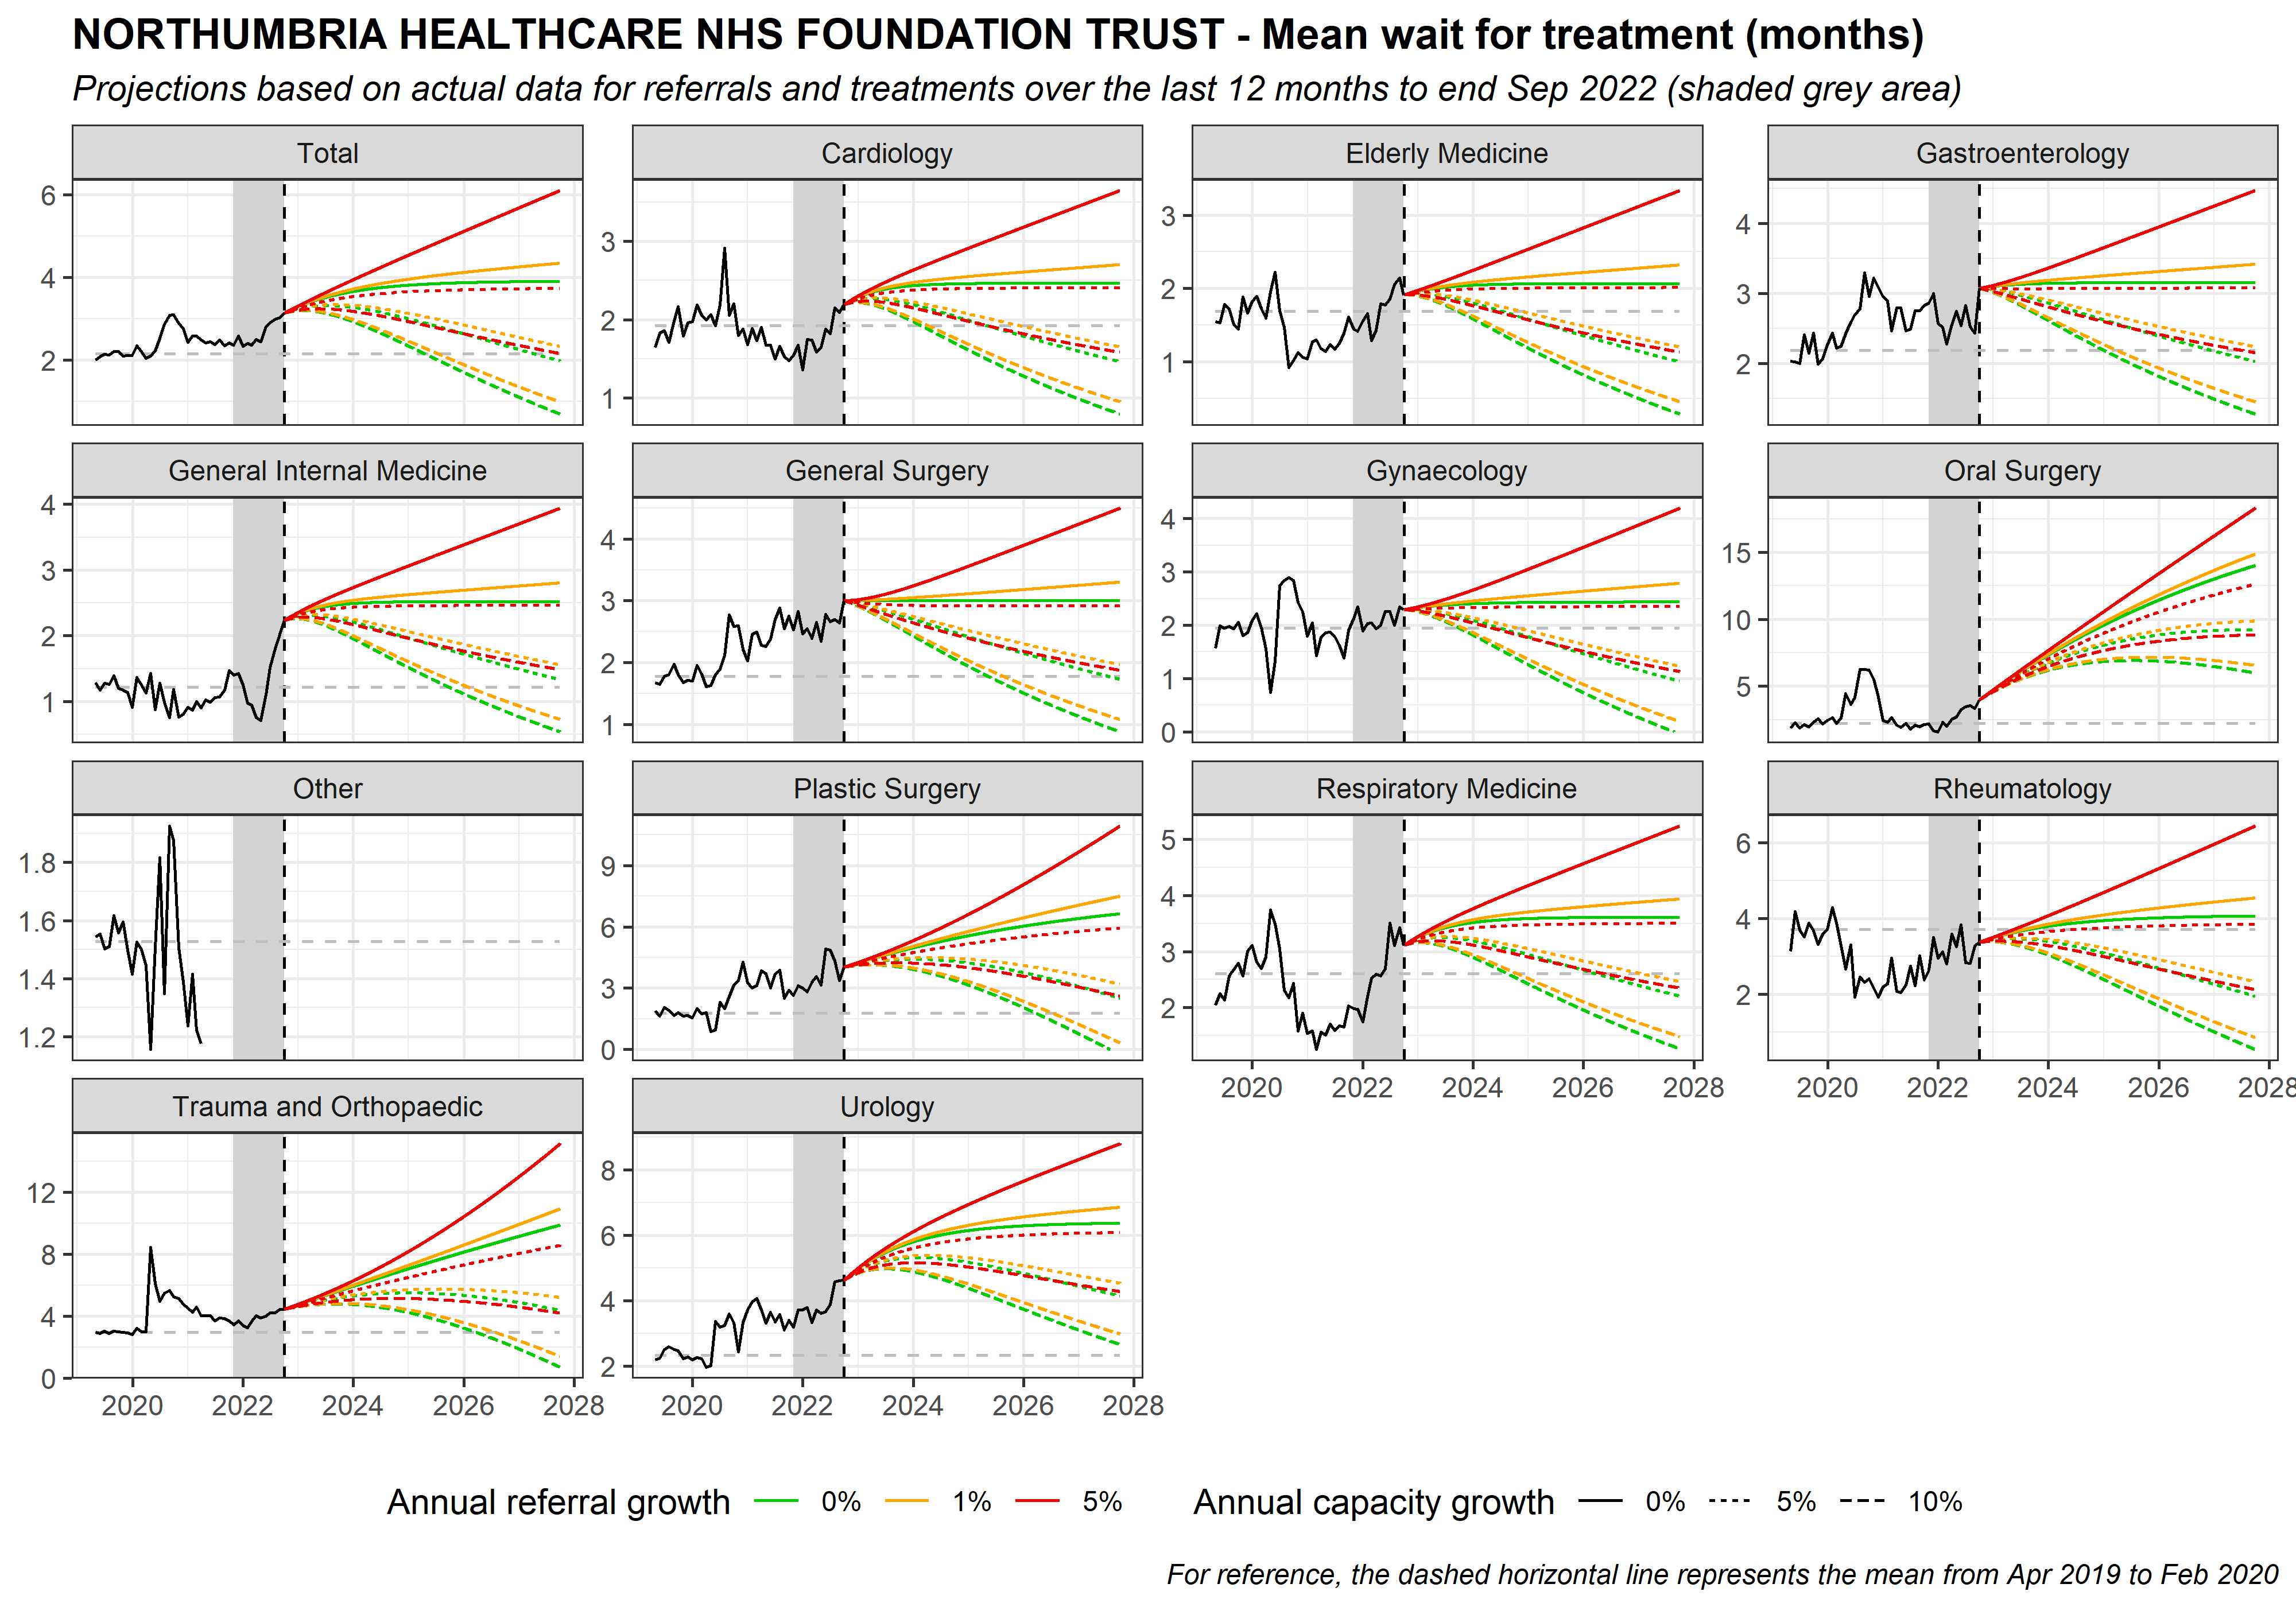 NORTHUMBRIA HEALTHCARE NHS FOUNDATION TRUST - Mean wait for treatment (months)
Projections based on actual data for referrals and treatments over the last 12 months to end Sep 2022 (shaded grey area)
Total
Cardiology
Elderly Medicine
Gastroenterology
6
4
2
3
2
1
3
2
1
4
3
2
General Internal Medicine
General Surgery
Gynaecology
Oral Surgery
4
3
2
1
4
3
2
1
4
3
2
1
0
15
10
5
Other
Plastic Surgery
Respiratory Medicine
Rheumatology
1.8
1.6
1.4
1.2
9
6
3
0
5
4
3
2
6
4
2
2020 2022 2024 2026 2028
2020 2022 2024 2026 2028
Trauma and Orthopaedic
Urology
12
8
4
0
8
6
4
2
2020 2022 2024 2026 2028
2020 2022 2024 2026 2028
Annual referral growth 0% 1% 5%
Annual capacity growth 0% 5% 10%
For reference, the dashed horizontal line represents the mean from Apr 2019 to Feb 2020